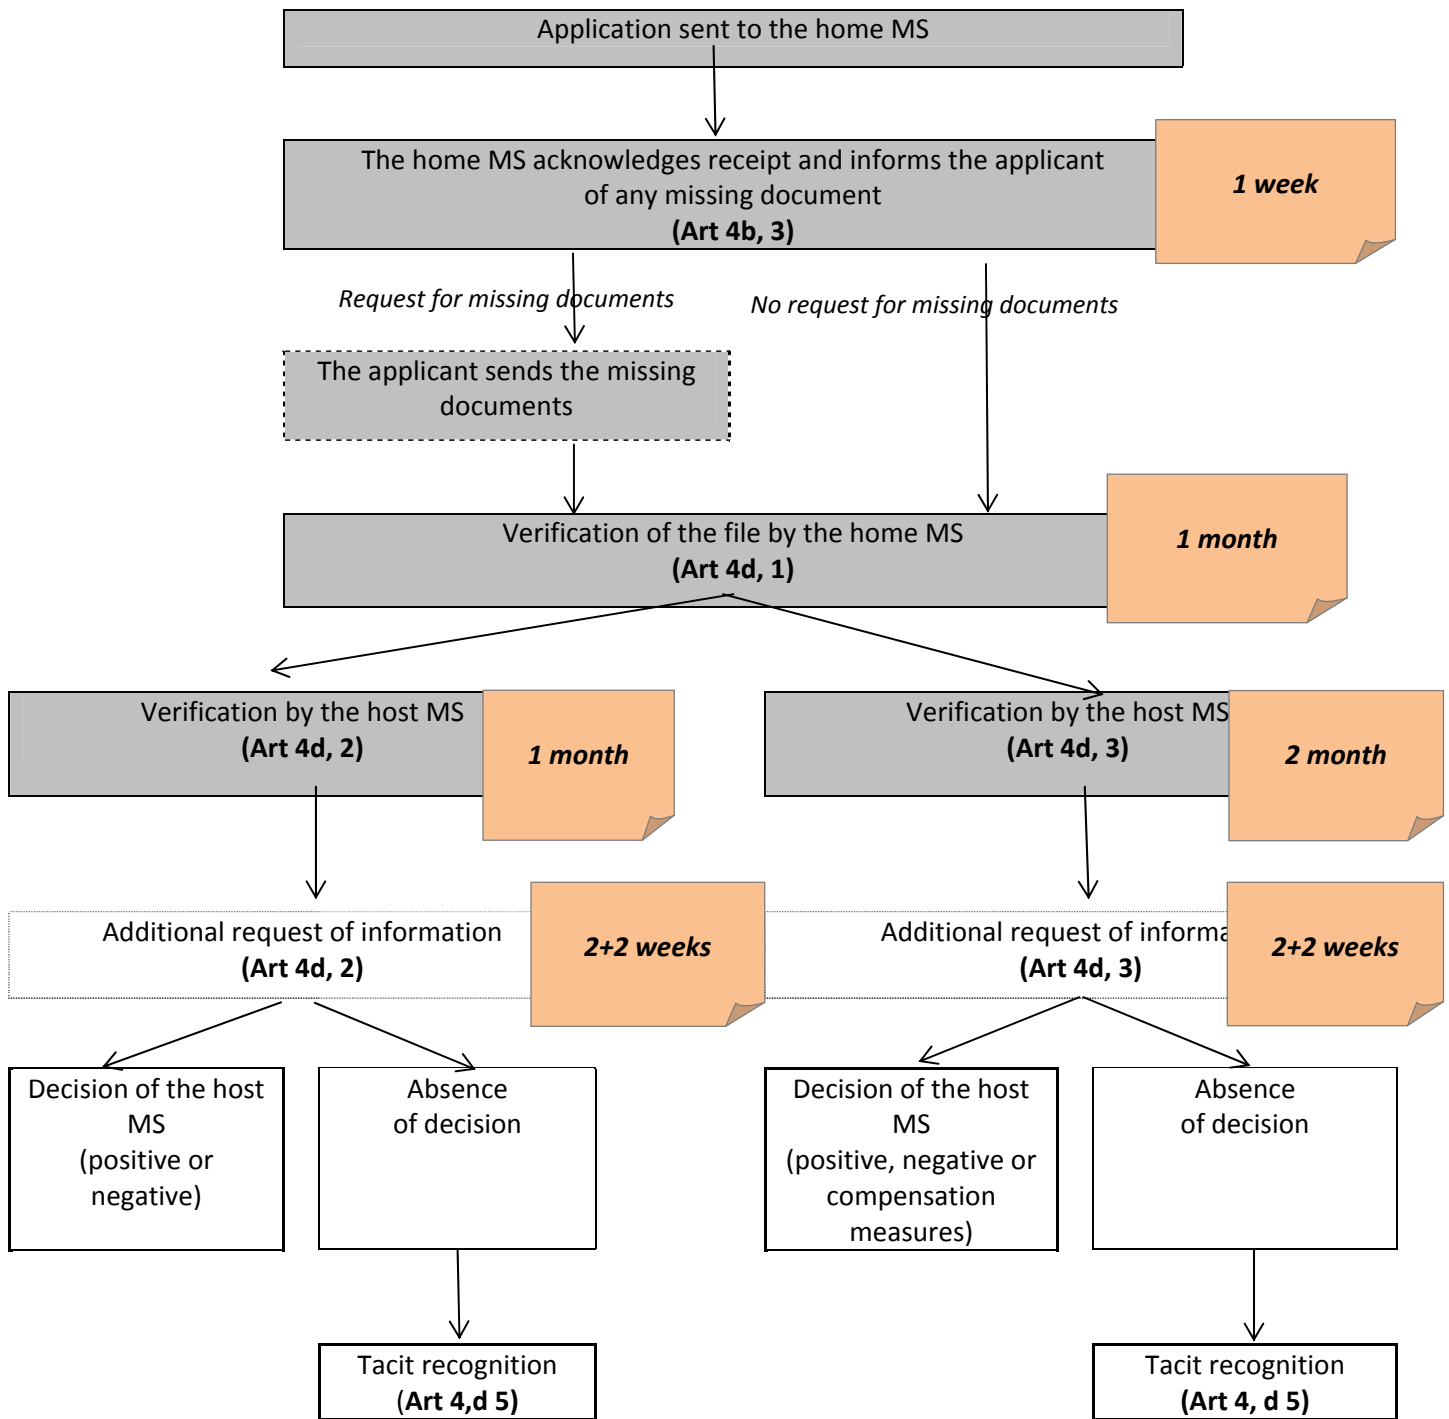 Application sent to the home MS
The home MS acknowledges receipt and informs the applicant
of any missing document
(Art 4b, 3)
1 week
Request for missing documents
No request for missing documents
The applicant sends the missing
documents
Verification of the file by the home MS
(Art 4d, 1)
1 month
Verification by the host MS
(Art 4d, 2)
1 month
Verification by the host MS
(Art 4d, 3)
2 month
Additional request of information
(Art 4d, 2)
2+2 weeks
Additional request of informa
(Art 4d, 3)
2+2 weeks
Decision of the host
MS
(positive or
negative)
Absence
of decision
Decision of the host
MS
(positive, negative or
compensation
measures)
Absence
of decision
Tacit recognition
(Art 4,d 5)
Tacit recognition
(Art 4, d 5)